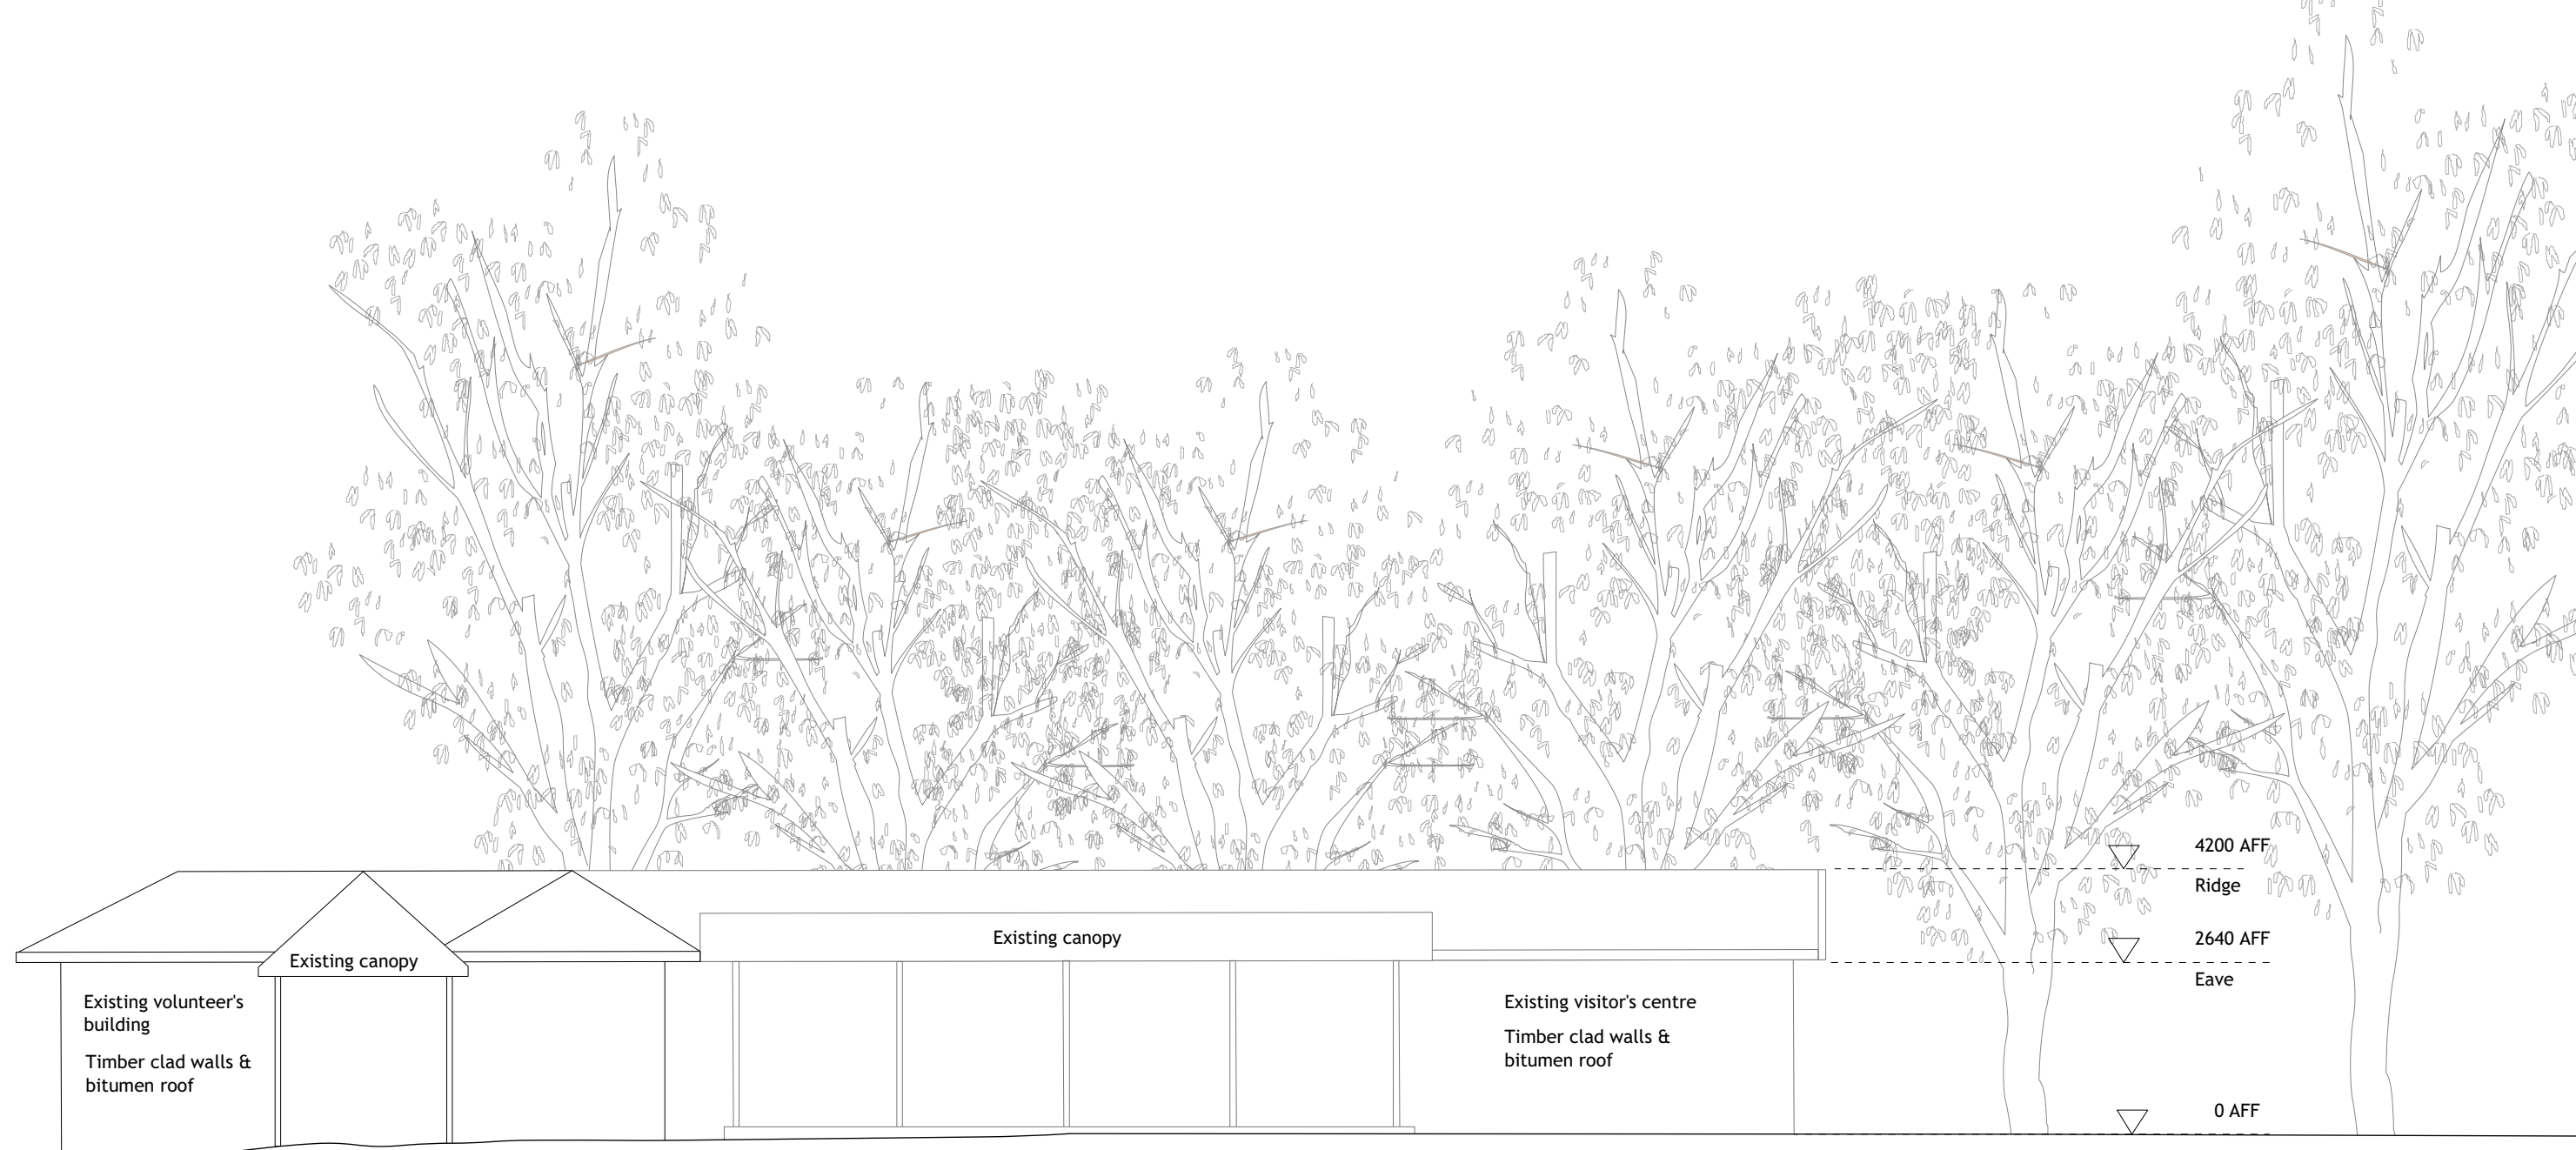 4200 AFF
Ridge
Existing canopy
2640 AFF
Existing canopy
Eave
Existing volunteer's
building
Timber clad walls &
bitumen roof
Existing visitor's centre
Timber clad walls &
bitumen roof
0 AFF